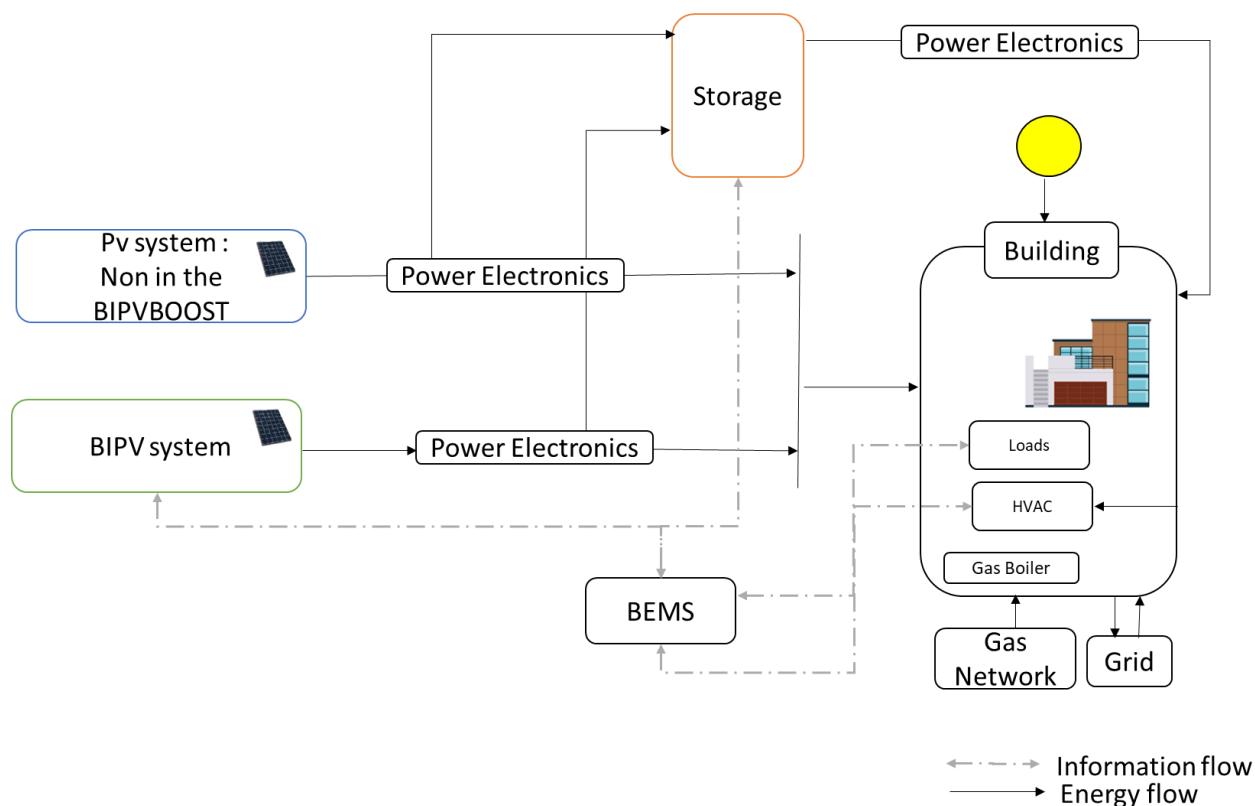 Power Electronics
Storage
Building
Pv system :
Non in the
BIPVBOOST
Power Electronics
BIPV system
Power Electronics
Loads
HVAC
Gas Boiler
BEMS
Gas
Network
Grid
Information flow
Energy flow